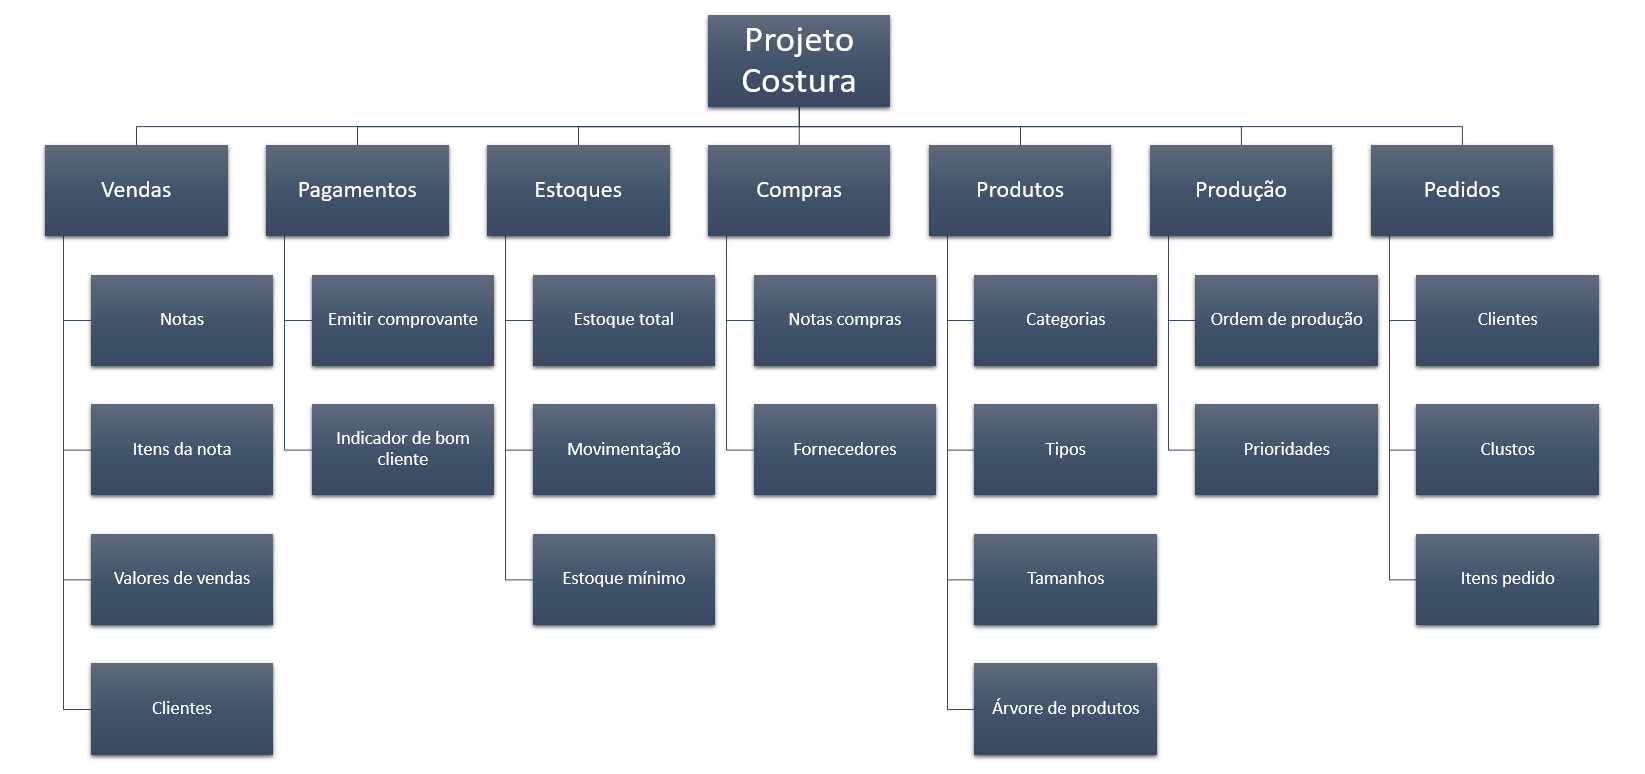 Projeto
Costura
Vendas
Pagamentos
Estoques
Compras
Produtos
Produção
Pedidos
Notas
Emitir comprovante
Estoque total
Notas compras
Categorias
Ordem de produção
Clientes
Itens da nota
Indicador de bom
cliente
Movimentação
Fornecedores
Tipos
Prioridades
Clustos
Valores de vendas
Estoque mínimo
Tamanhos
Itens pedido
Clientes
Árvore de produtos